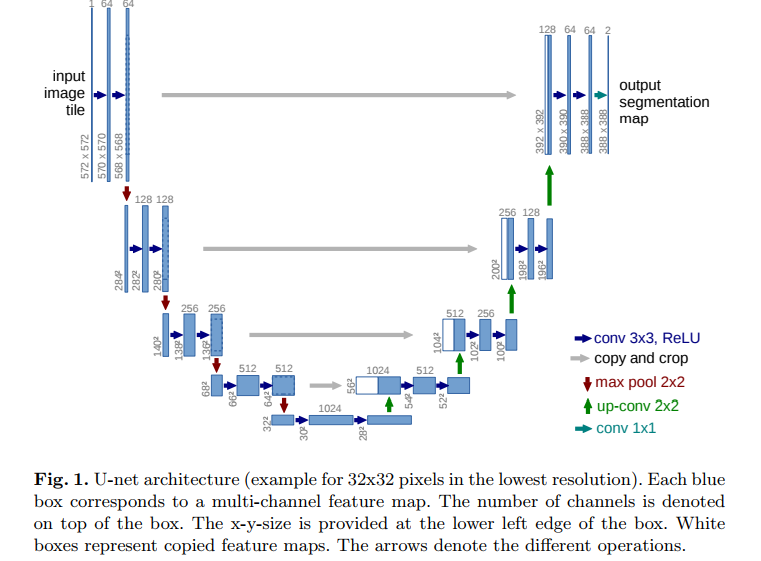 1 64 64
128 64 64 2
input
image
tile
output
segmentation
map
572 x 572
570 x 570
568 x 568
392 x 392
390 x 390
388 x 388
388 x 388
128 128
256 128
284²
282²
280²
200²
198²
196²
256 256
512 256
140²
138²
136²
104²
102²
100²
512 512
1024 512
68²
66²
64²
56²
54²
52²
1024
32²
30²
28²
conv 3x3, ReLU
copy and crop
max pool 2x2
up-conv 2x2
conv 1x1
Fig. 1. U-net architecture (example for 32x32 pixels in the lowest resolution). Each blue
box corresponds to a multi-channel feature map. The number of channels is denoted
on top of the box. The x-y-size is provided at the lower left edge of the box. White
boxes represent copied feature maps. The arrows denote the different operations.